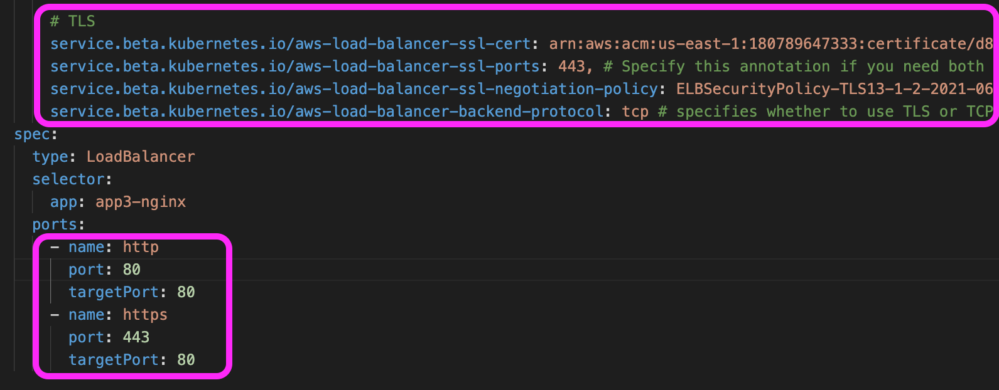 # TLS
service.beta.kubernetes.io/aws-load-balancer-ssl-cert: arn:aws:acm:us-east-1:180789647333:certificate/d8
service.beta.kubernetes.io/aws-load-balancer-ssl-ports: 443, # Specify this annotation if you need both
service.beta.kubernetes.io/aws-load-balancer-ssl-negotiation-policy: ELBSecurityPolicy-TLS13-1-2-2021-06
service.beta.kubernetes.io/aws-load-balancer-backend-protocol: tcp # specifies whether to use TLS or TCP
spec:
type: LoadBalancer
selector:
app: app3-nginx
ports:
- name: http
port: 80
targetPort: 80
- name: https
port: 443
targetPort: 80